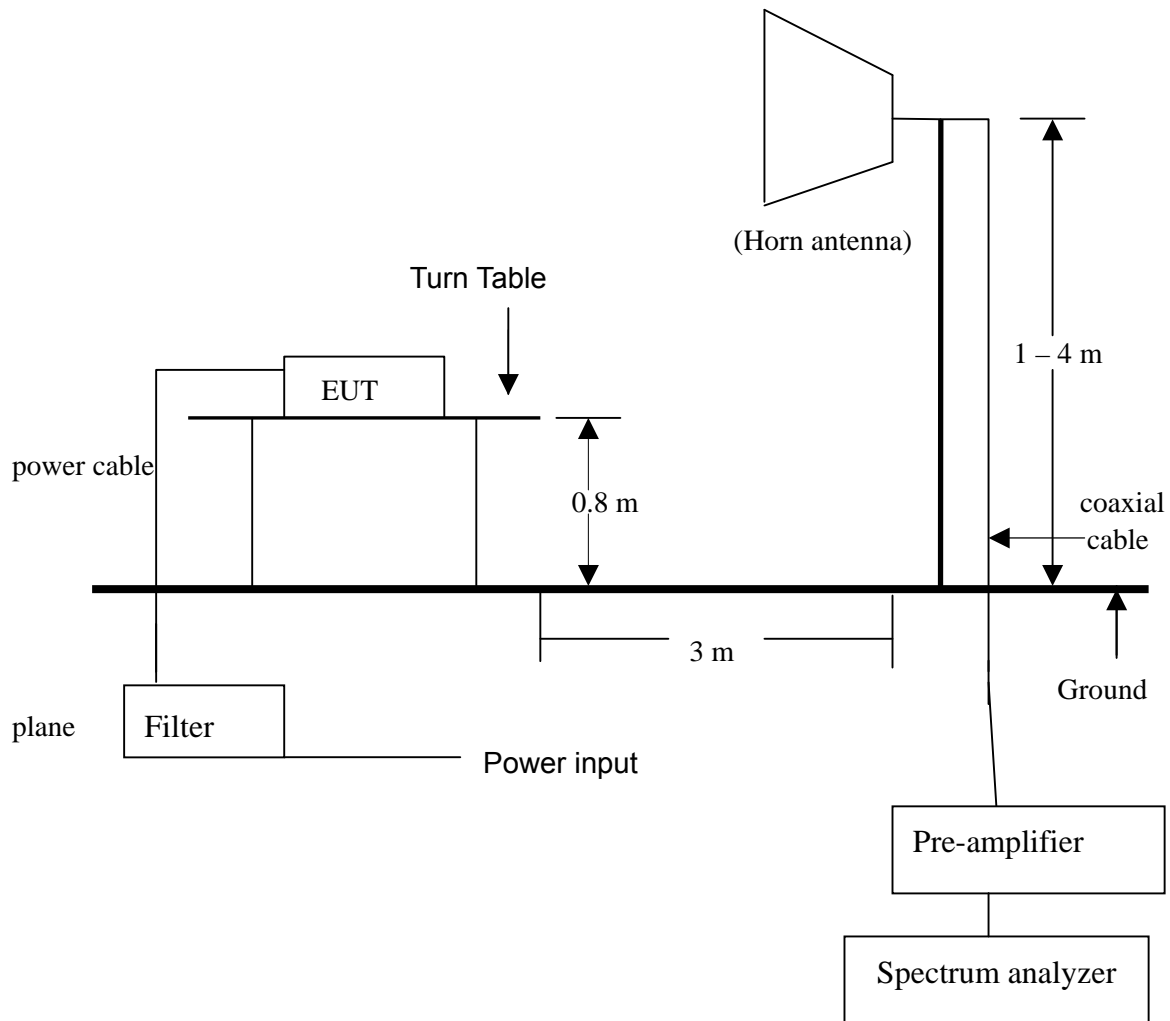 (Horn antenna)
Turn Table
1 – 4 m
EUT
power cable
0.8 m
coaxial
cable
3 m
Ground
plane
Filter
Power input
Pre-amplifier
Spectrum analyzer